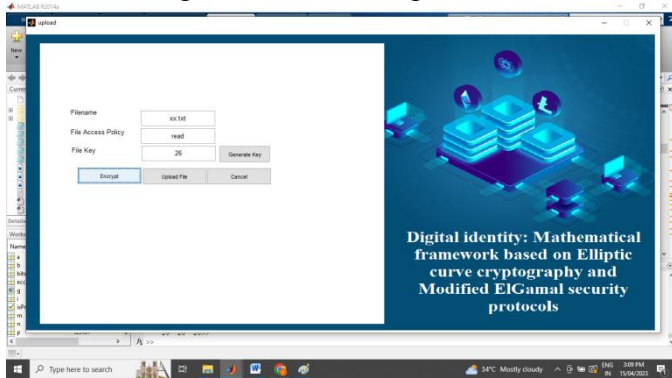 MATLAB R2014a
upload
New
Filename
xx.txt
File Access Policy
read
File Key
26
Generate Key
Encrypt
Upload File
Cancel
Digital identity: Mathematical
framework based on Elliptic
curve cryptography and
Modified ElGamal security
protocols
Name
a
b
g
i
m
n
p
>>
Type here to search
34°C Mostly cloudy
ENG
IN
3:09 PM
15/04/2023